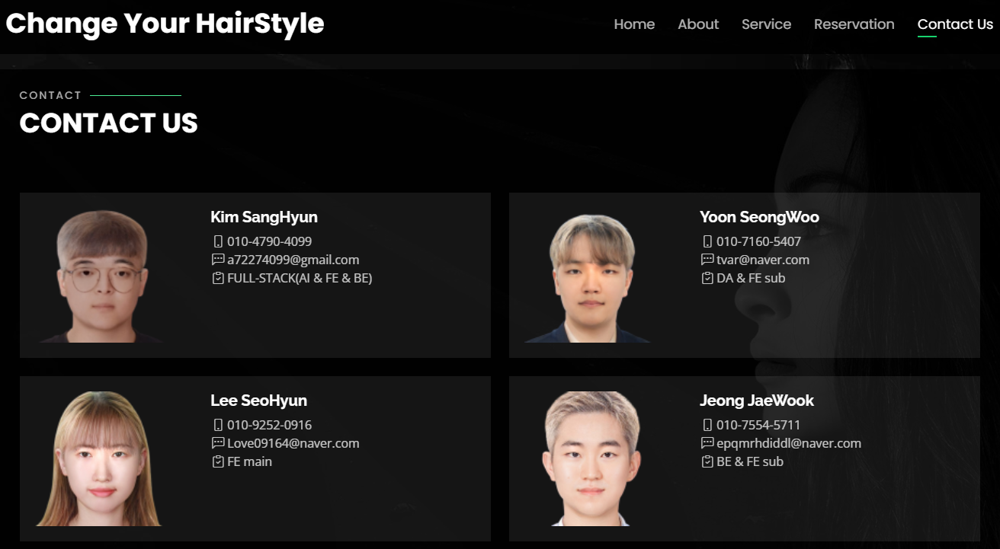 Change Your HairStyle
Home About Service Reservation Contact Us
CONTACT
CONTACT US
Kim SangHyun
010-4790-4099
a72274099@gmail.com
FULL-STACK(AI & FE & BE)
Yoon SeongWoo
010-7160-5407
tvar@naver.com
DA & FE sub
Lee SeoHyun
010-9252-0916
Love09164@naver.com
FE main
Jeong JaeWook
010-7554-5711
epqmrhdiddl@naver.com
BE & FE sub